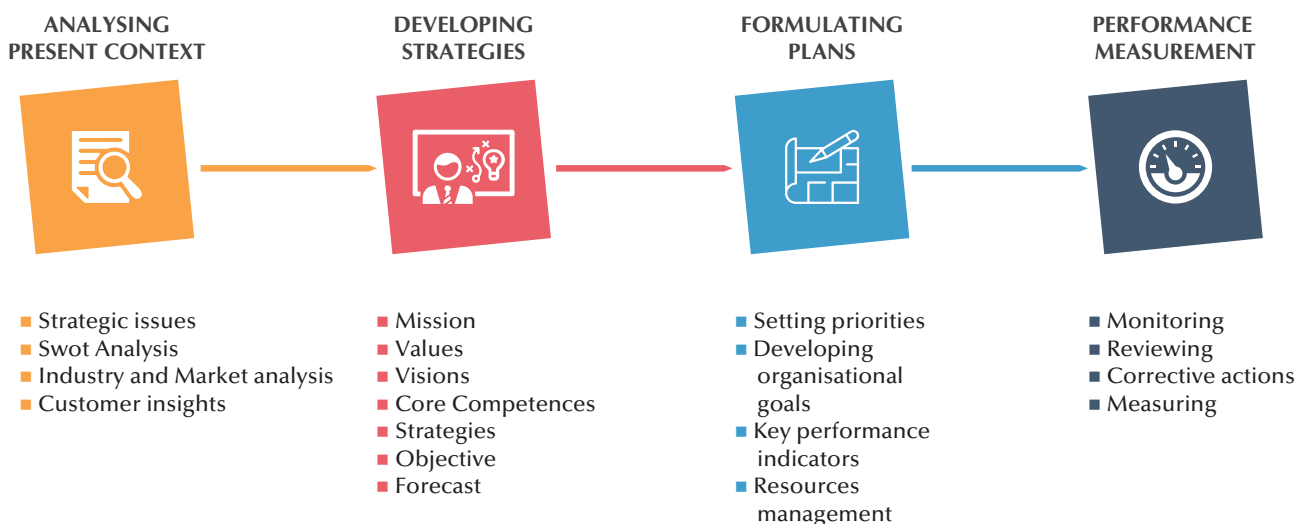 ANALYSING
PRESENT CONTEXT
DEVELOPING
STRATEGIES
FORMULATING
PLANS
PERFORMANCE
MEASUREMENT
Strategic issues
Swot Analysis
Industry and Market analysis
Customer insights
Mission
Values
Visions
Core Competences
Strategies
Objective
Forecast
Setting priorities
Developing
organisational
goals
Key performance
indicators
Resources
management
Monitoring
Reviewing
Corrective actions
Measuring